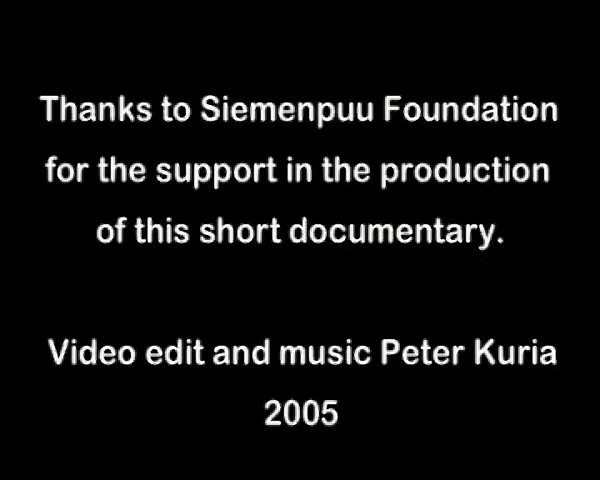 Thanks to Siemenpuu Foundation
for the support in the production
of this short documentary.
Video edit and music Peter Kuria
2005